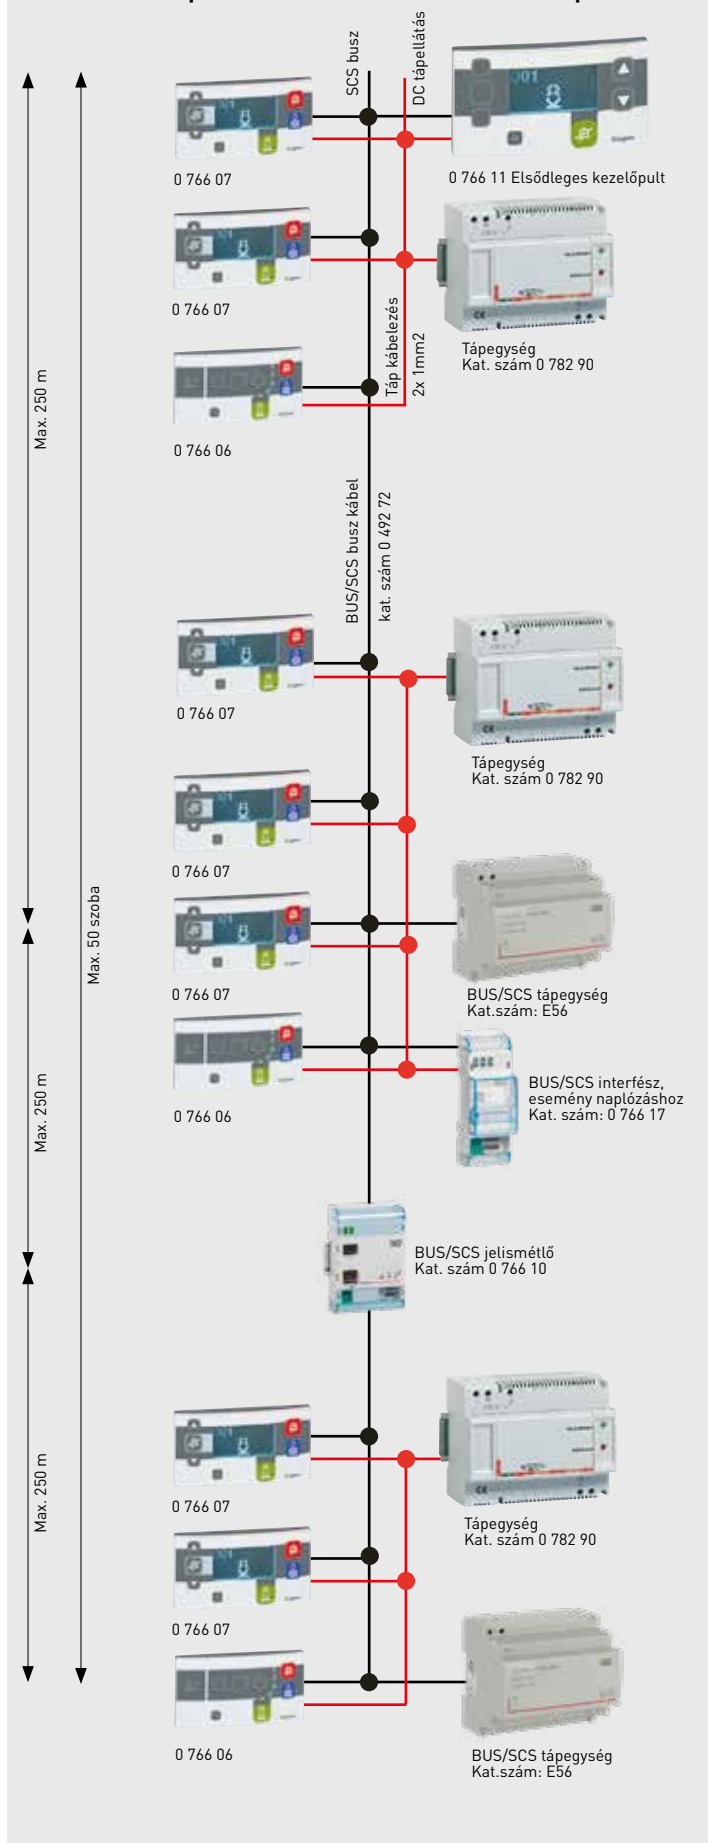 SCS busz
DC tápellátás
0 766 07
0 766 11 Elsődleges kezelőpult
0 766 07
Táp kábelezés
2x 1mm2
Tápegység
Kat. szám 0 782 90
Max. 250 m
0 766 06
BUS/SCS busz kábel
kat. szám 0 492 72
0 766 07
Tápegység
Kat. szám 0 782 90
0 766 07
Max. 50 szoba
0 766 07
BUS/SCS tápegység
Kat.szám: E56
Max. 250 m
0 766 06
BUS/SCS interfész,
esemény naplózáshoz
Kat. szám: 0 766 17
BUS/SCS jelismétlő
Kat. szám 0 766 10
Max. 250 m
0 766 07
Tápegység
Kat. szám 0 782 90
0 766 07
0 766 06
BUS/SCS tápegység
Kat.szám: E56